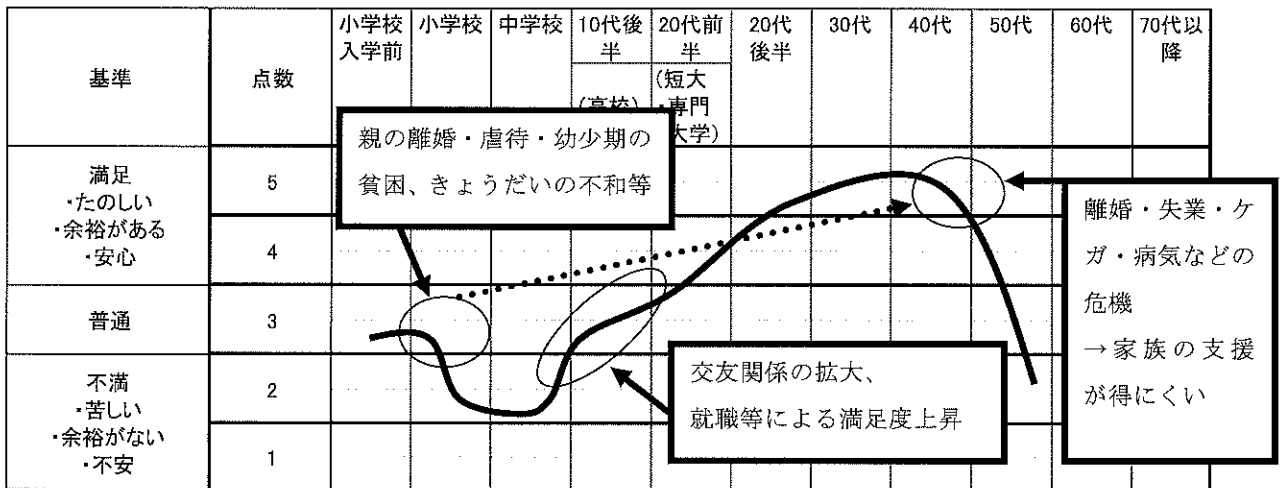 基準
点数
小学校
入学前
小学校
中学校
10代後
半
(高校)
20代前
半
(短大
・専門
大学)
20代
後半
30代
40代
50代
60代
70代以
降
満足
・たのしい
・余裕がある
・安心
5
4
普通
3
不満
・苦しい
・余裕がない
・不安
2
1
親の離婚・虐待・幼少期の
貧困、きょうだいの不和等
交友関係の拡大、
就職等による満足度上昇
離婚・失業・ケ
ガ・病気などの
危機
→家族の支援
が得にくい